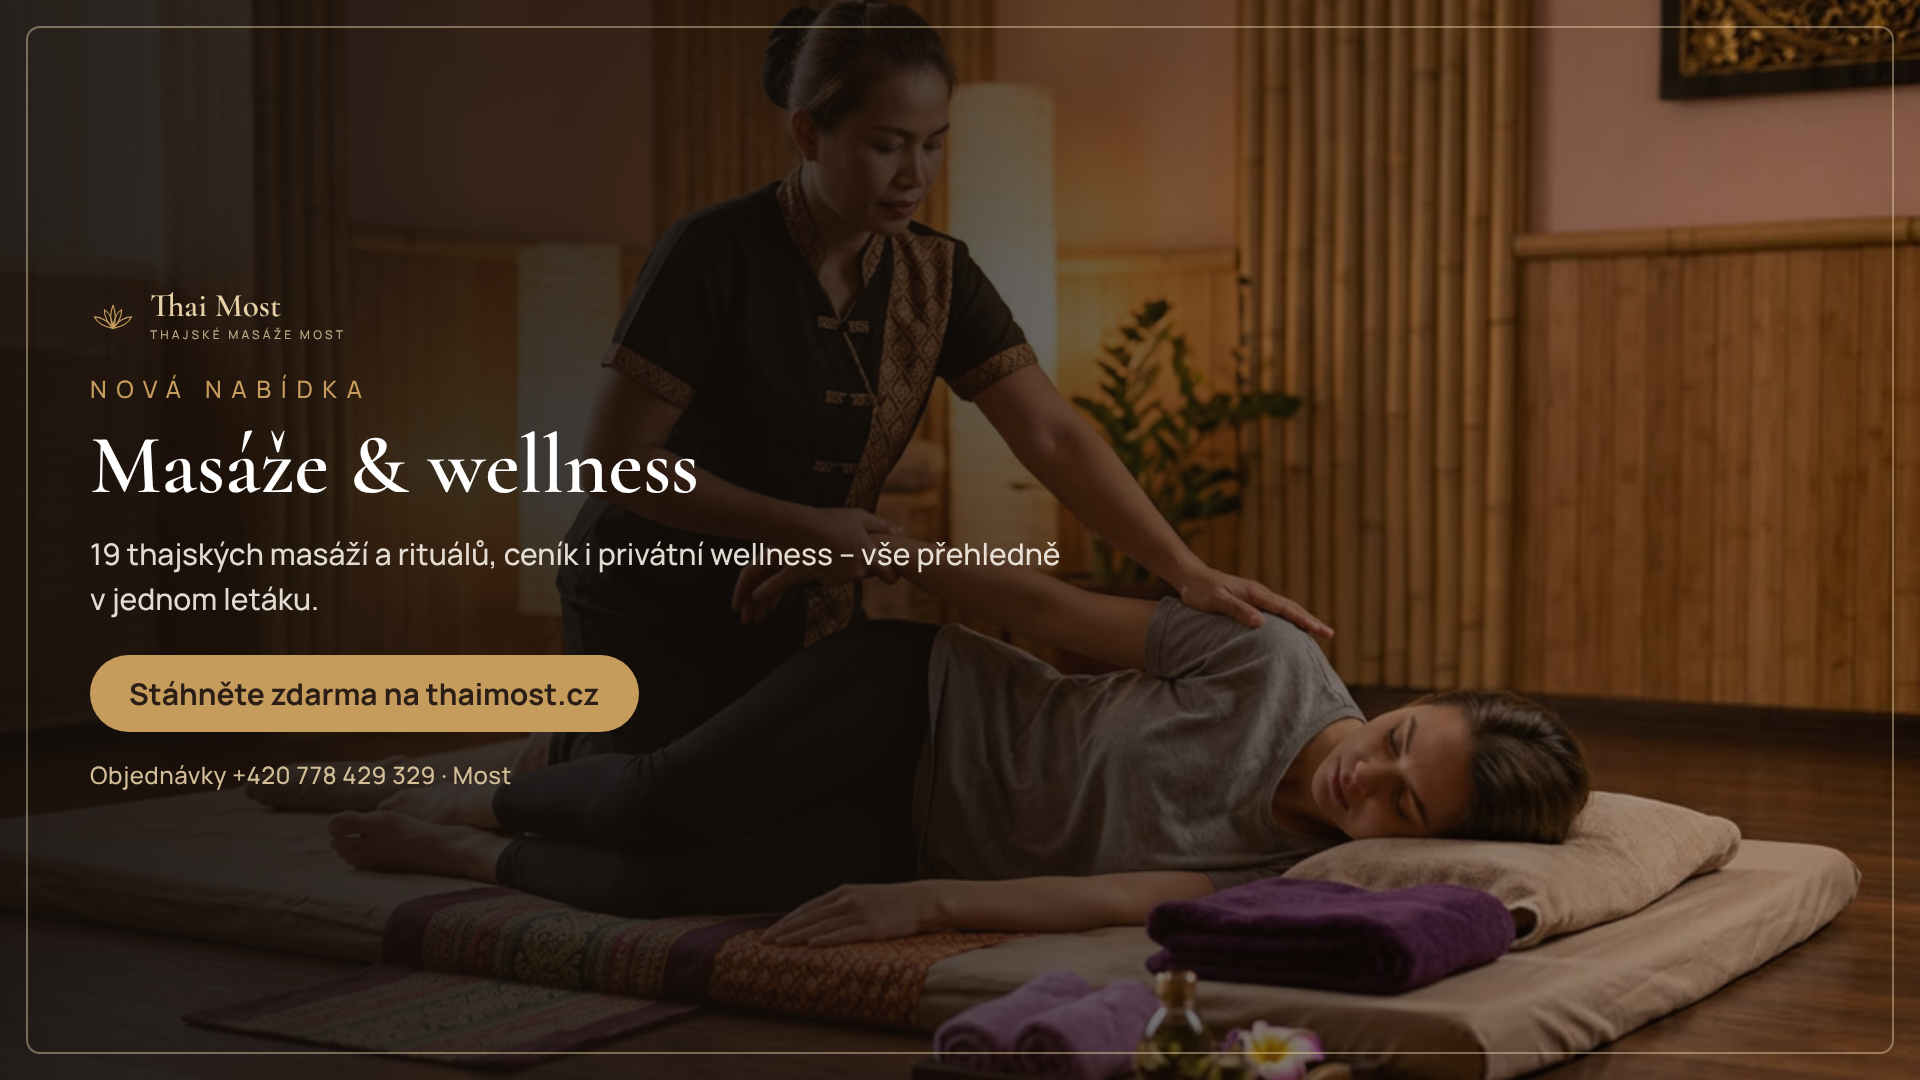 Thai Most
THAJSKÉ MASÁŽE MOST
NOVÁ NABÍDKA
Masáže & wellness
19 thajských masáží a rituálů, ceník i privátní wellness – vše přehledně
v jednom letáku.
Stáhněte zdarma na thaimost.cz
Objednávky +420 778 429 329 · Most